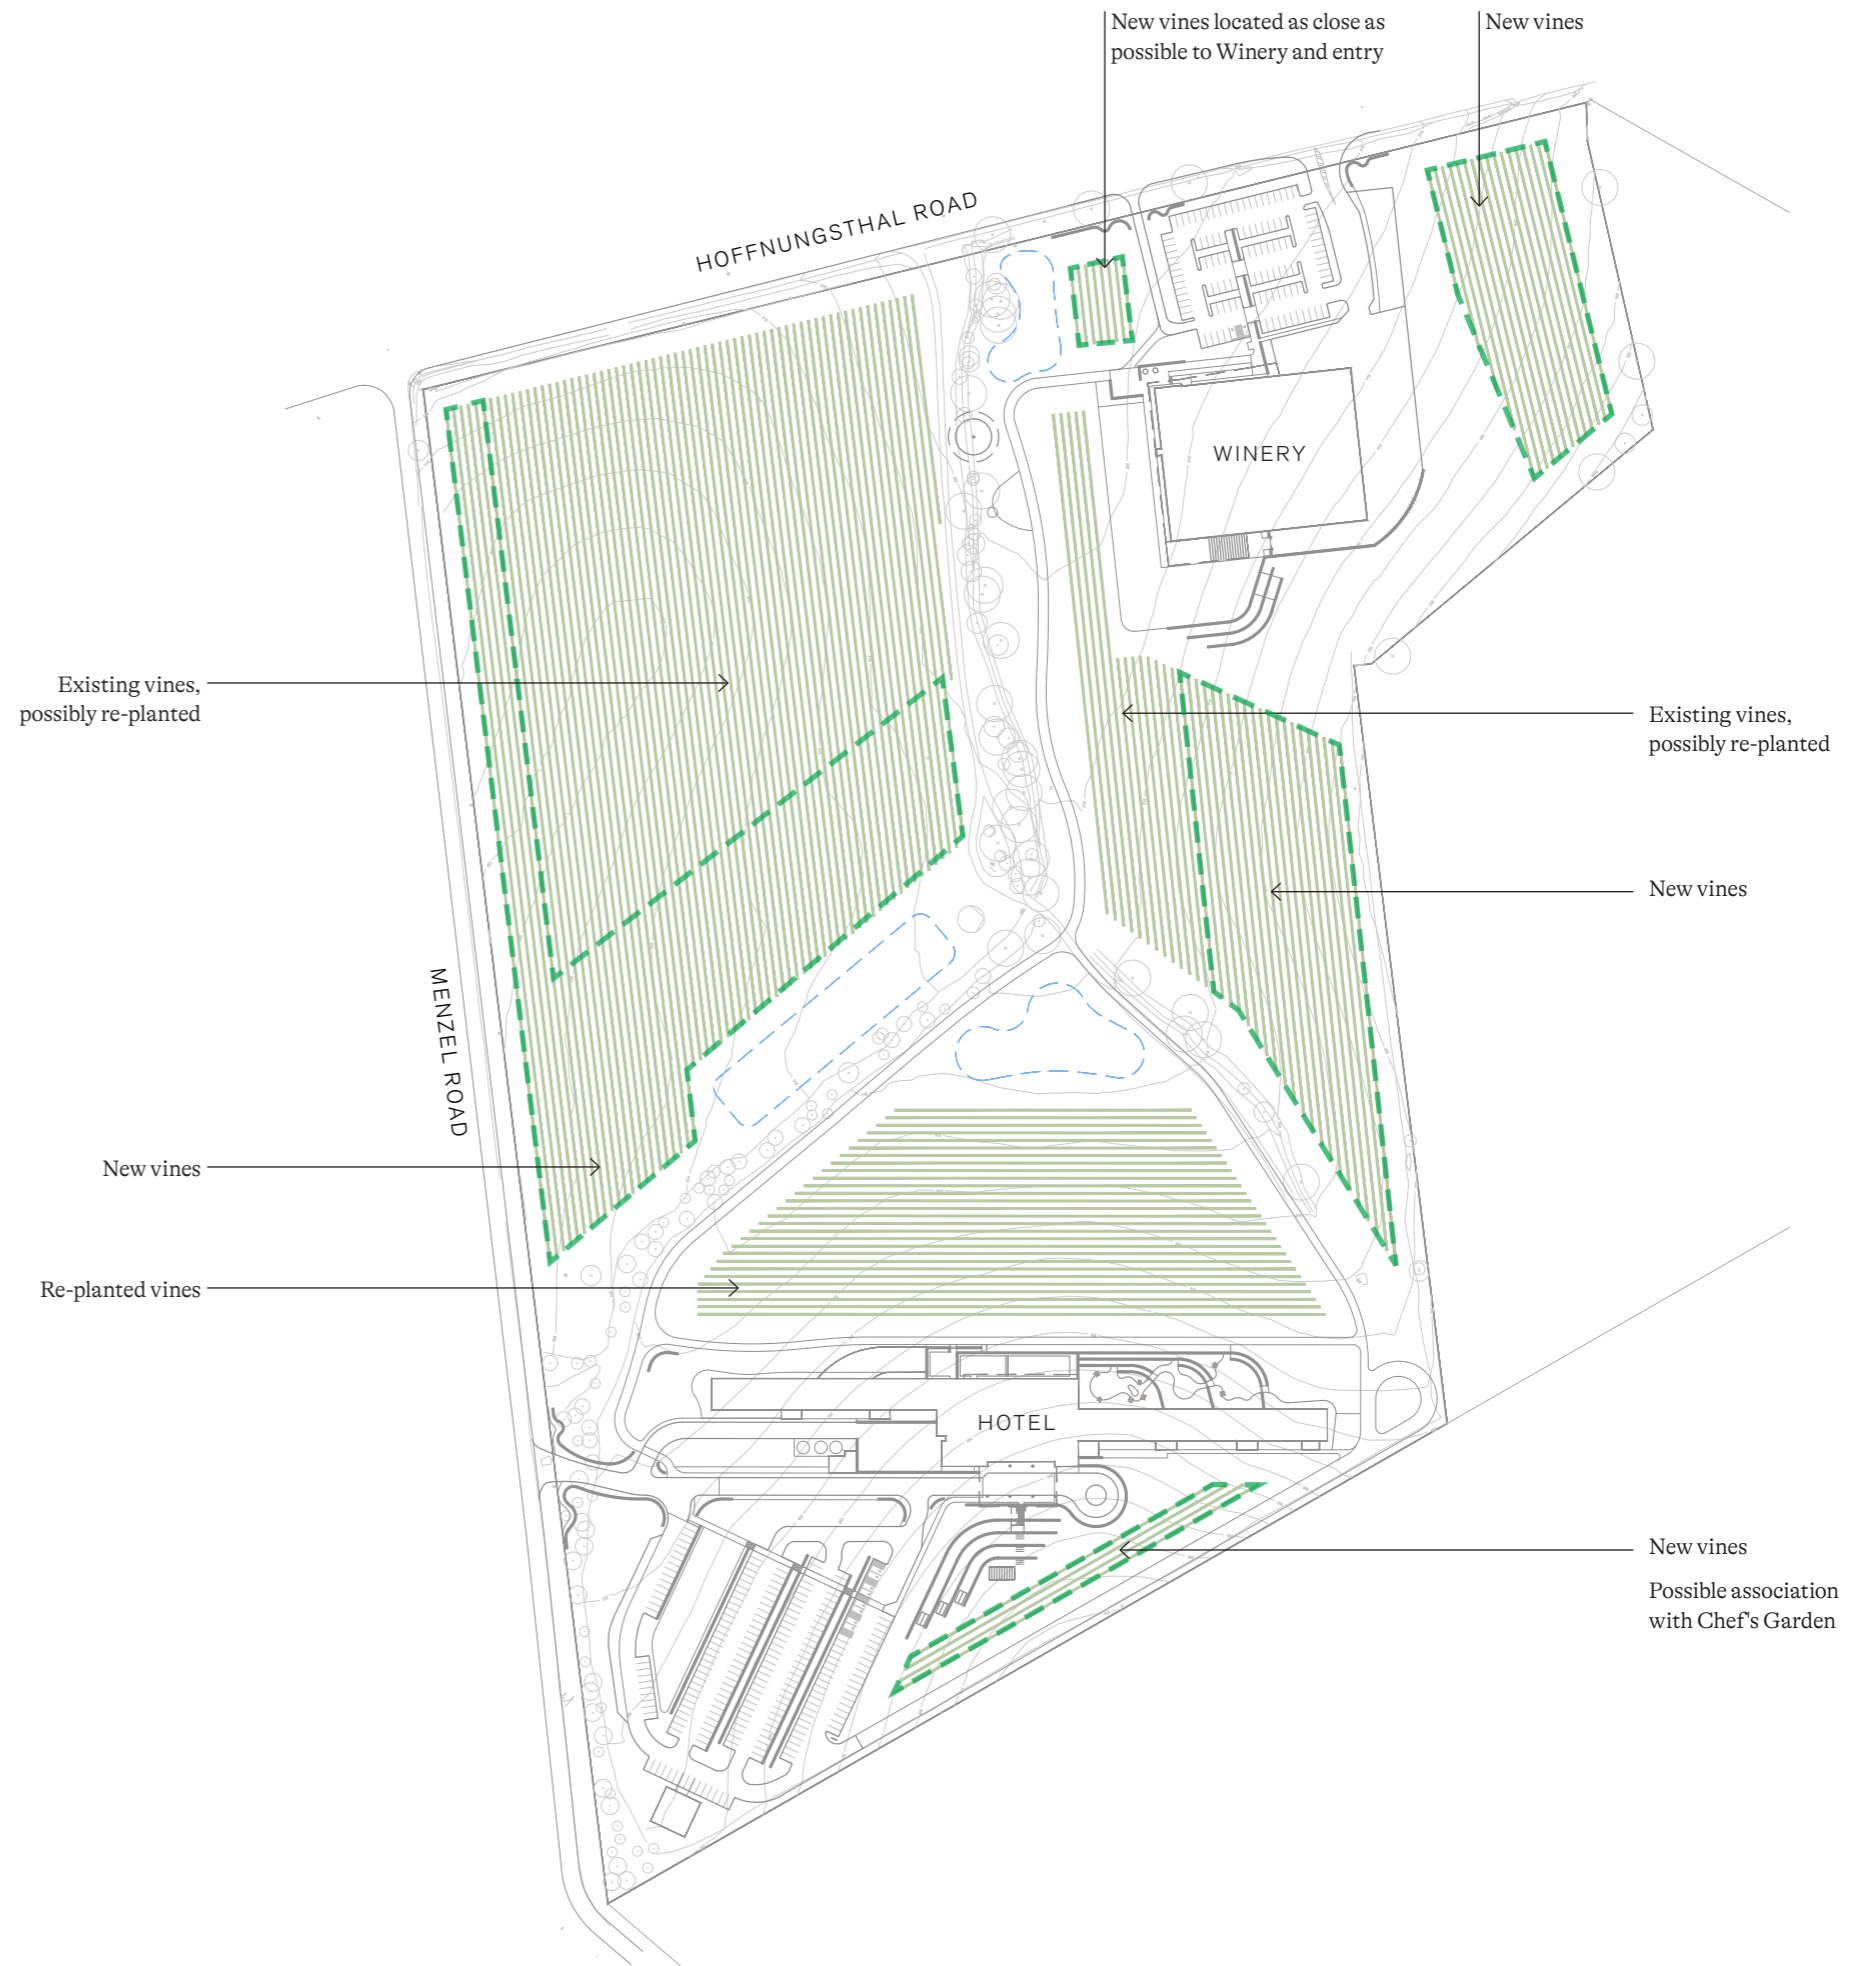 New vines located as close as
possible to Winery and entry
New vines
HOFFNUNGSTHAL ROAD
WINERY
Existing vines,
possibly re-planted
Existing vines,
possibly re-planted
New vines
MENZEL ROAD
New vines
Re-planted vines
HOTEL
New vines
Possible association
with Chef's Garden